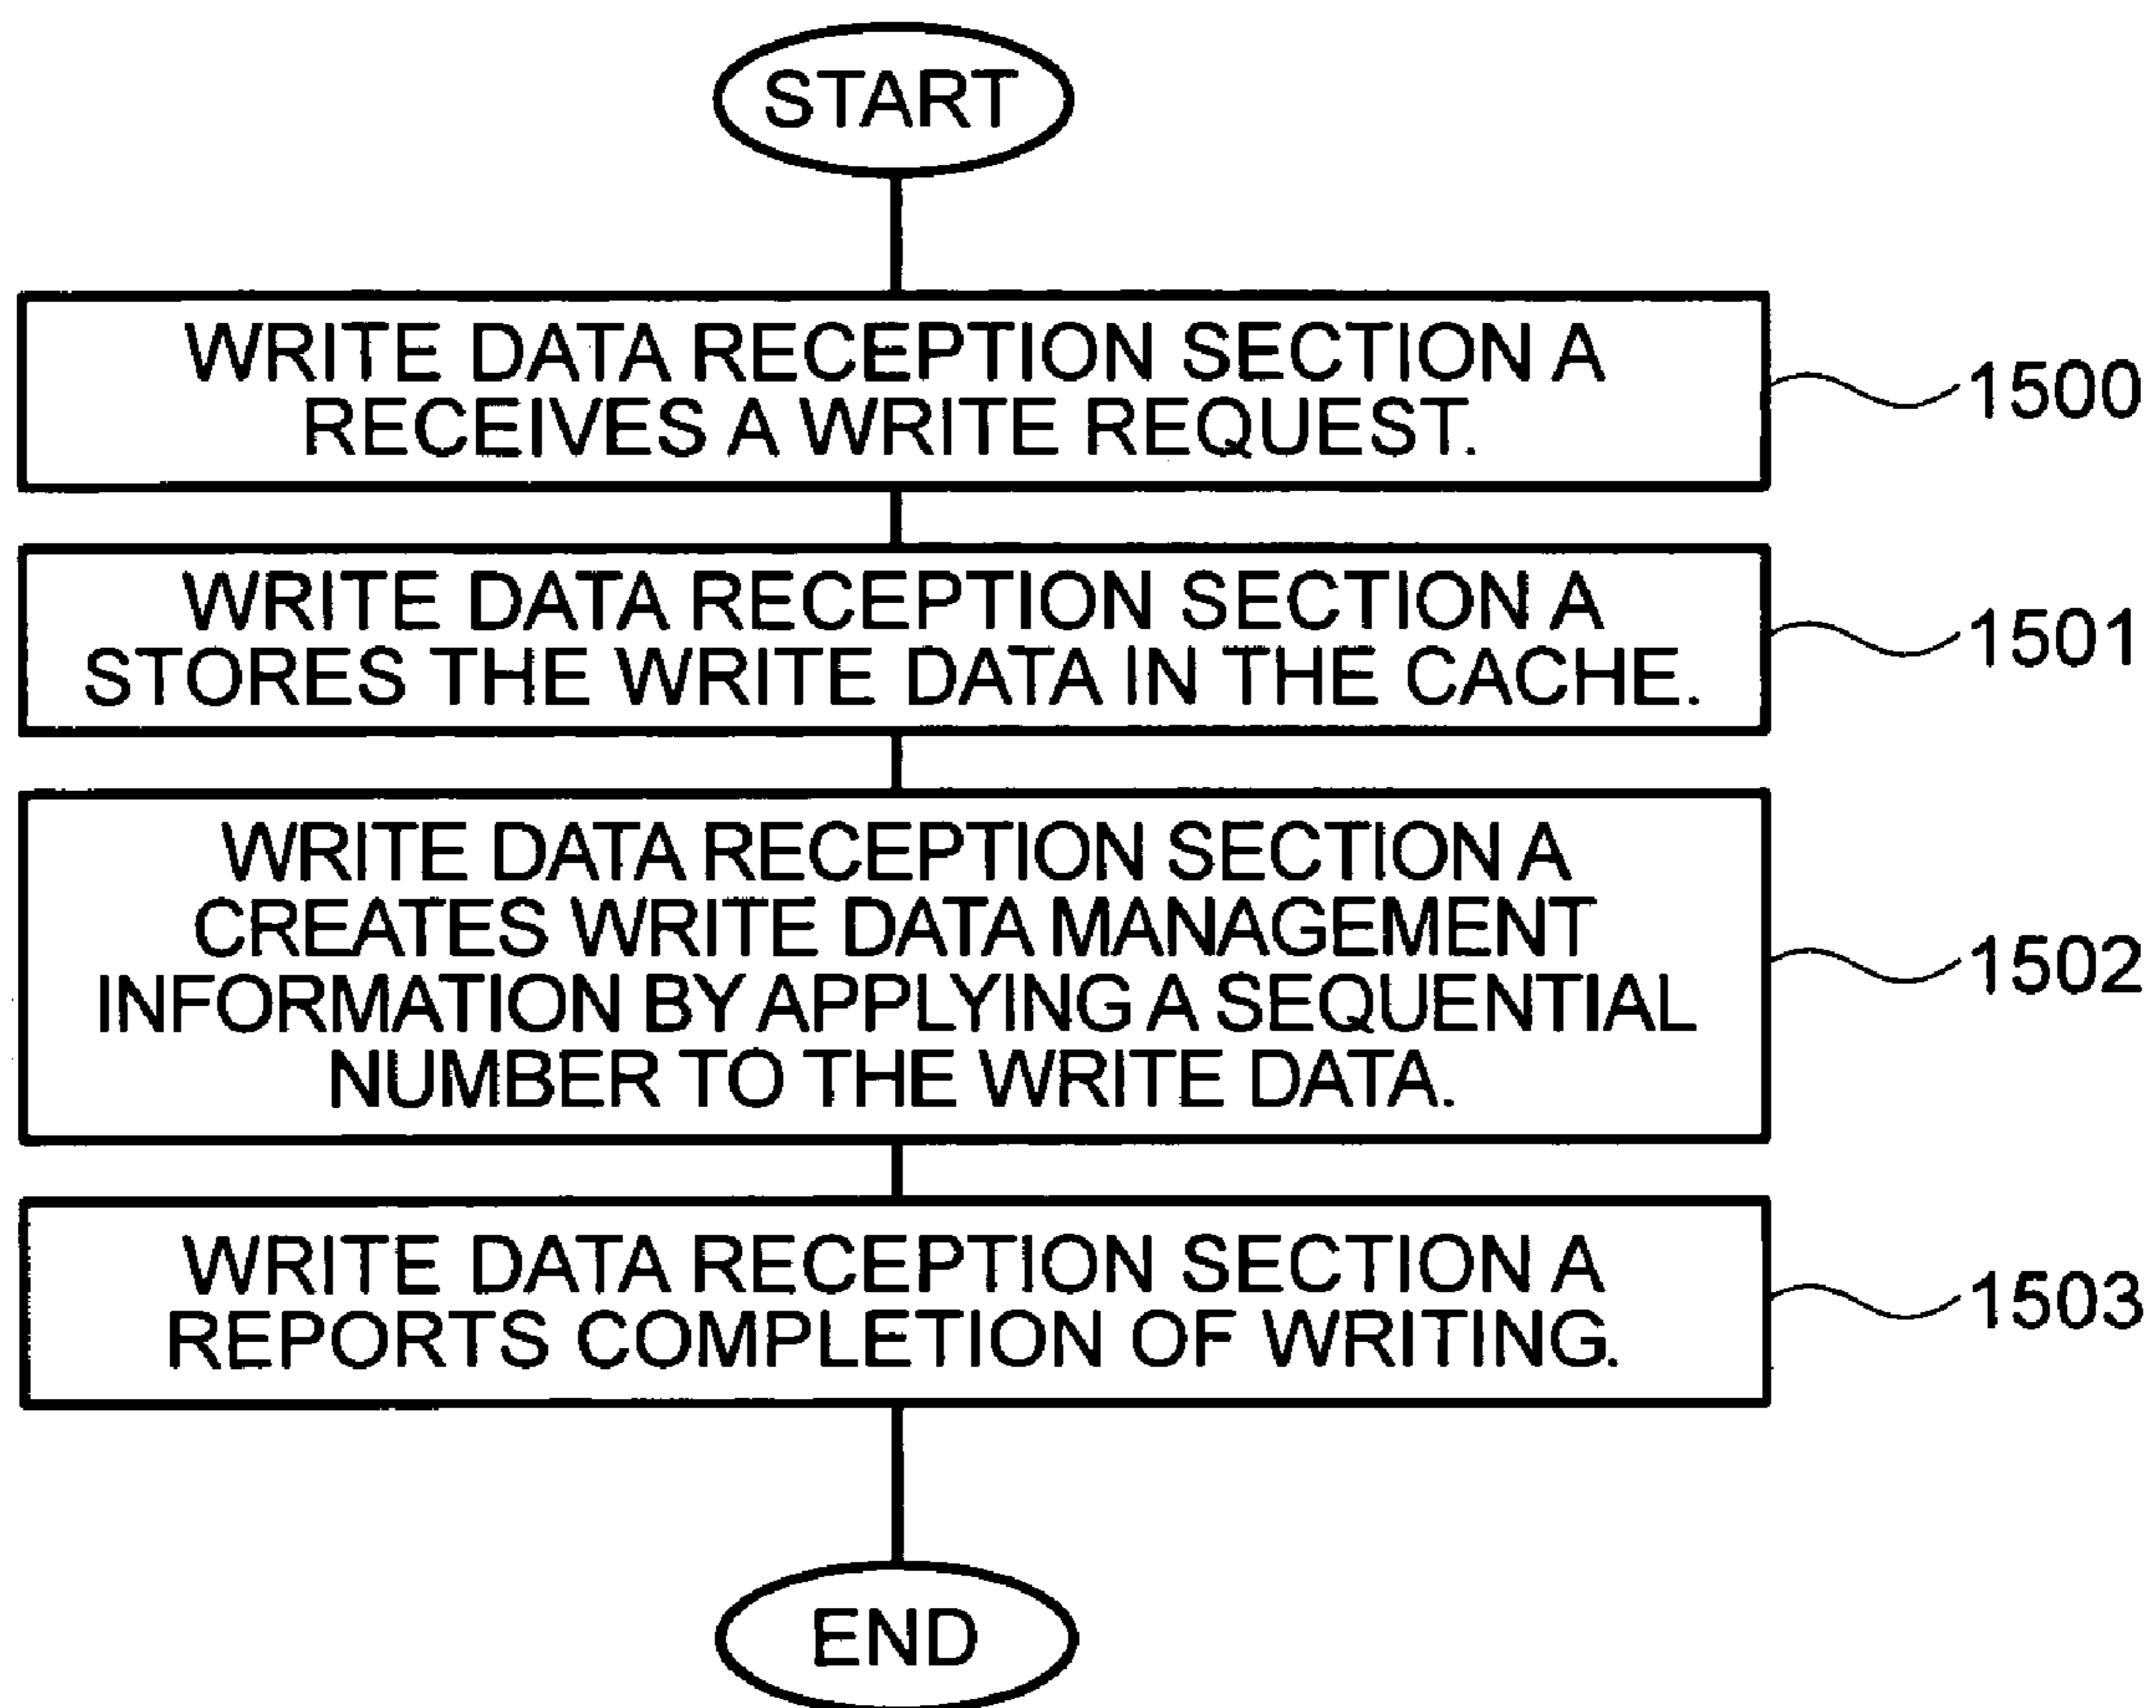 START
WRITE DATA RECEPTION SECTION A
RECEIVES A WRITE REQUEST.
1500
WRITE DATA RECEPTION SECTION A
STORES THE WRITE DATA IN THE CACHE.
1501
WRITE DATA RECEPTION SECTION A
CREATES WRITE DATA MANAGEMENT
INFORMATION BY APPLYING A SEQUENTIAL
NUMBER TO THE WRITE DATA.
1502
WRITE DATA RECEPTION SECTION A
REPORTS COMPLETION OF WRITING.
1503
END